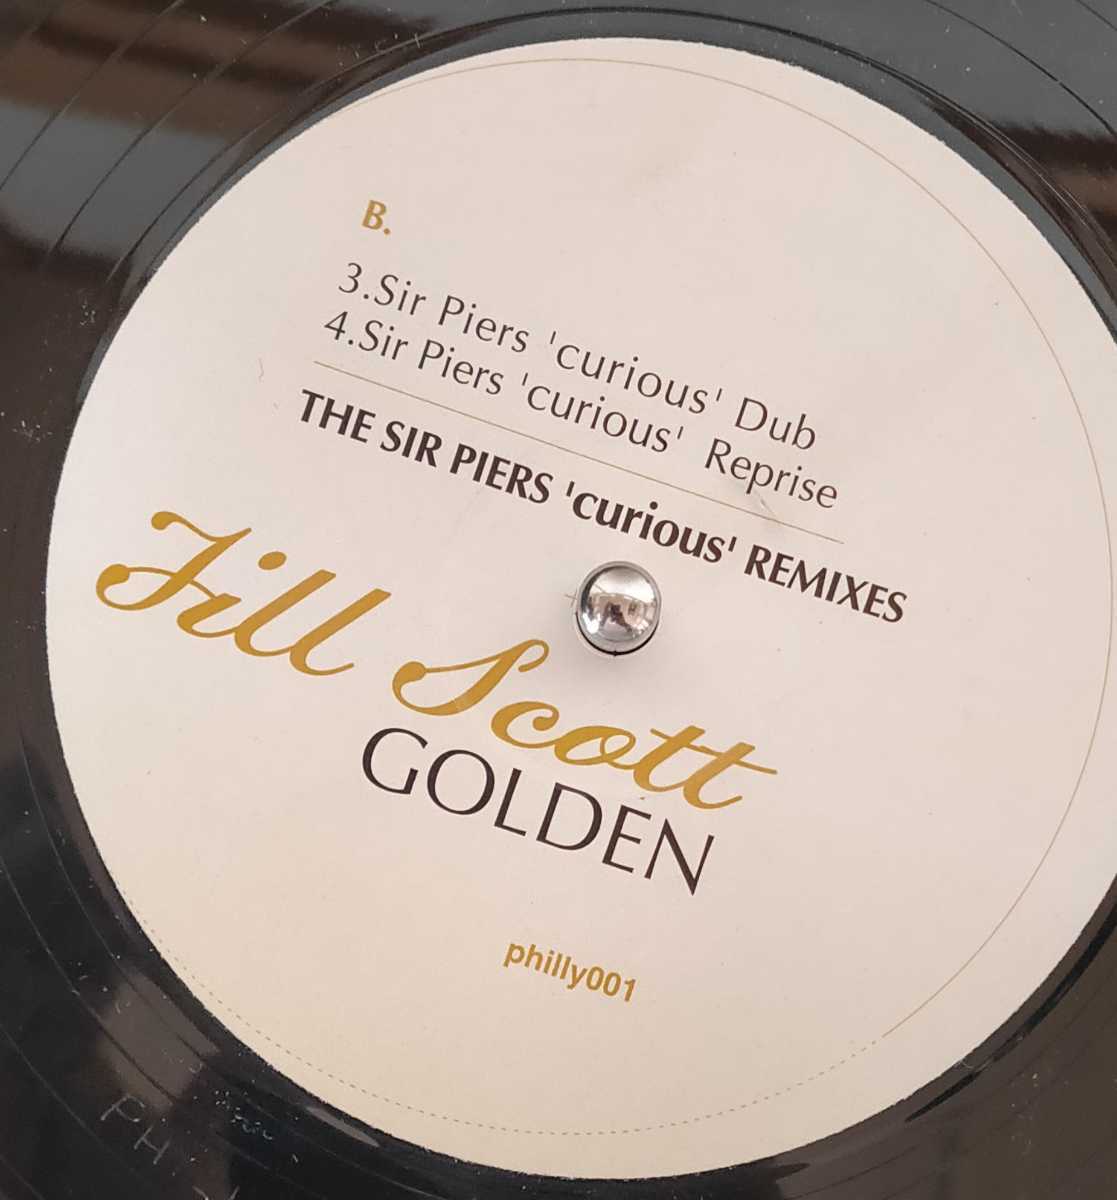 B.
3.Sir Piers 'curious' Dub
4.Sir Piers 'curious' Reprise
THE SIR PIERS 'curious' REMIXES
Jill Scott
GOLDEN
philly001
PH